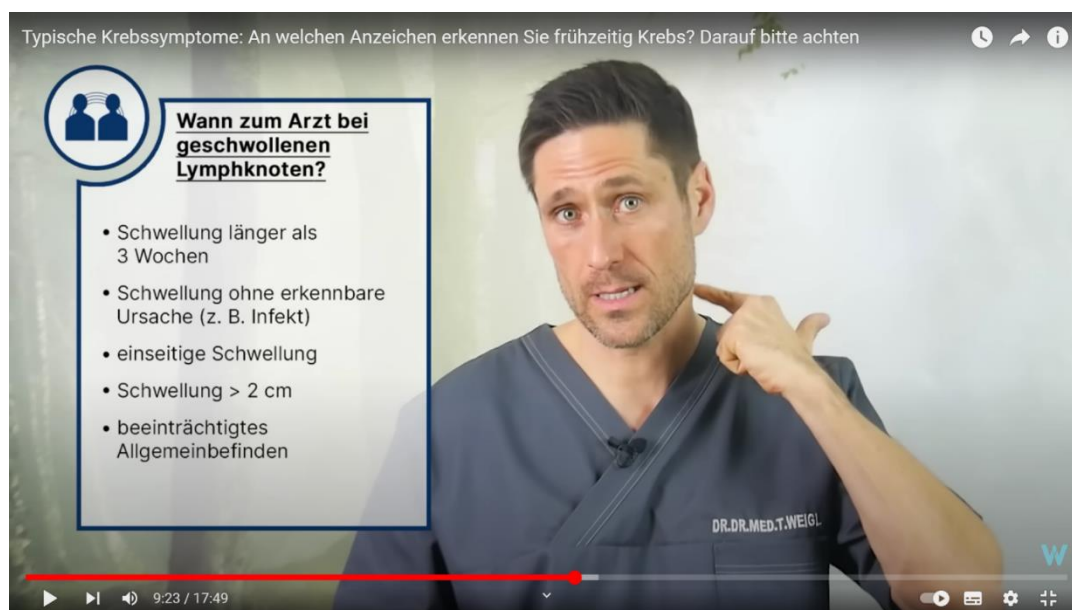 Typische Krebssymptome: An welchen Anzeichen erkennen Sie frühzeitig Krebs? Darauf bitte achten
Wann zum Arzt bei
geschwollenen
Lymphknoten?
• Schwellung länger als
3 Wochen
• Schwellung ohne erkennbare
Ursache (z. B. Infekt)
• einseitige Schwellung
• Schwellung > 2 cm
• beeinträchtigtes
Allgemeinbefinden
DR.DR.MED.T.WEIGL
W
9:23 / 17:49